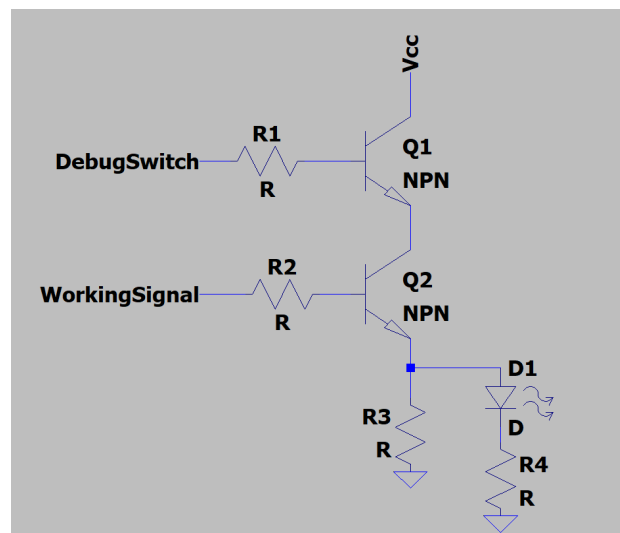 Vcc
R1
DebugSwitch
R
Q1
NPN
R2
WorkingSignal
R
Q2
NPN
D1
R3
R
D
R4
R